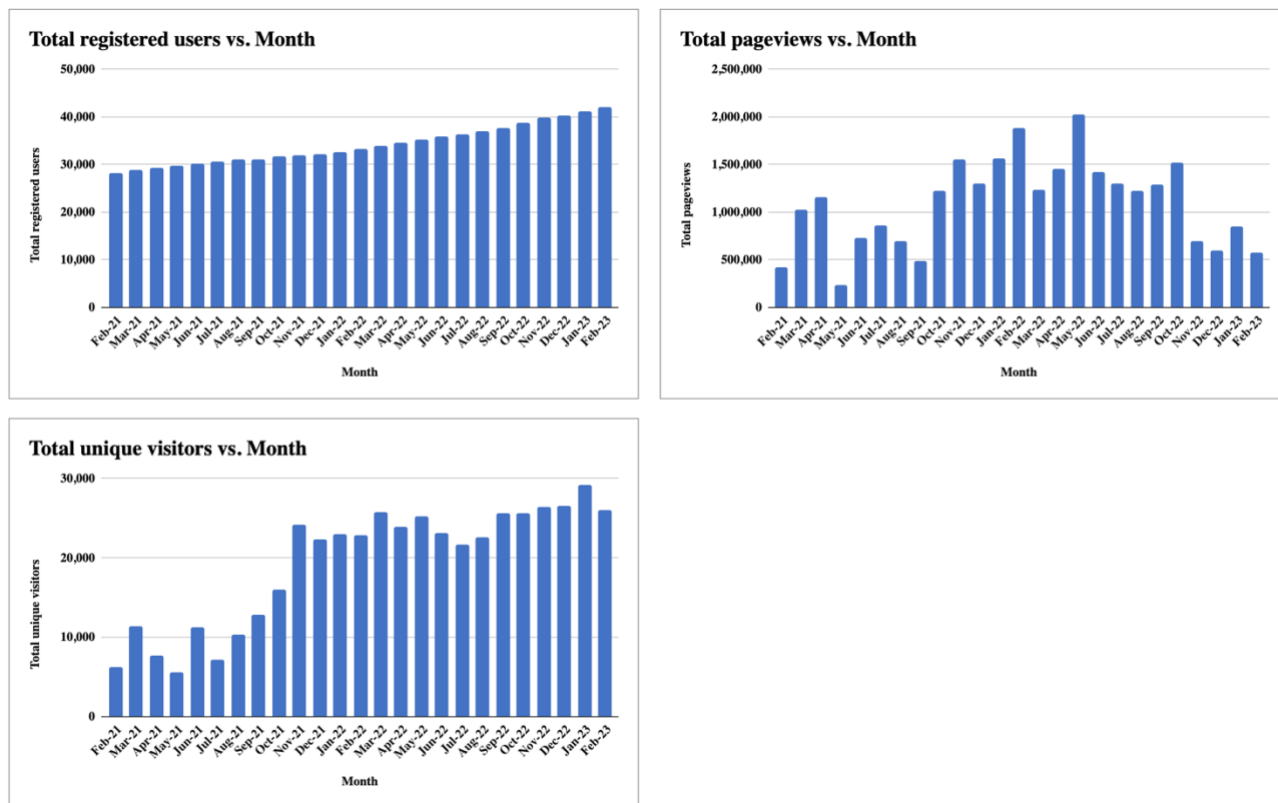 Total registered users vs. Month
50,000
40,000
30,000
20,000
10,000
0
Total registered users
Feb-21
Mar-21
Apr-21
May-21
Jun-21
Jul-21
Aug-21
Sep-21
Oct-21
Nov-21
Dec-21
Jan-22
Feb-22
Mar-22
Apr-22
May-22
Jun-22
Jul-22
Aug-22
Sep-22
Oct-22
Nov-22
Dec-22
Jan-23
Feb-23
Month
Total pageviews vs. Month
2,500,000
2,000,000
1,500,000
1,000,000
500,000
0
Total pageviews
Feb-21
Mar-21
Apr-21
May-21
Jun-21
Jul-21
Aug-21
Sep-21
Oct-21
Nov-21
Dec-21
Jan-22
Feb-22
Mar-22
Apr-22
May-22
Jun-22
Jul-22
Aug-22
Sep-22
Oct-22
Nov-22
Dec-22
Jan-23
Feb-23
Month
Total unique visitors vs. Month
30,000
20,000
10,000
0
Total unique visitors
Feb-21
Mar-21
Apr-21
May-21
Jun-21
Jul-21
Aug-21
Sep-21
Oct-21
Nov-21
Dec-21
Jan-22
Feb-22
Mar-22
Apr-22
May-22
Jun-22
Jul-22
Aug-22
Sep-22
Oct-22
Nov-22
Dec-22
Jan-23
Feb-23
Month